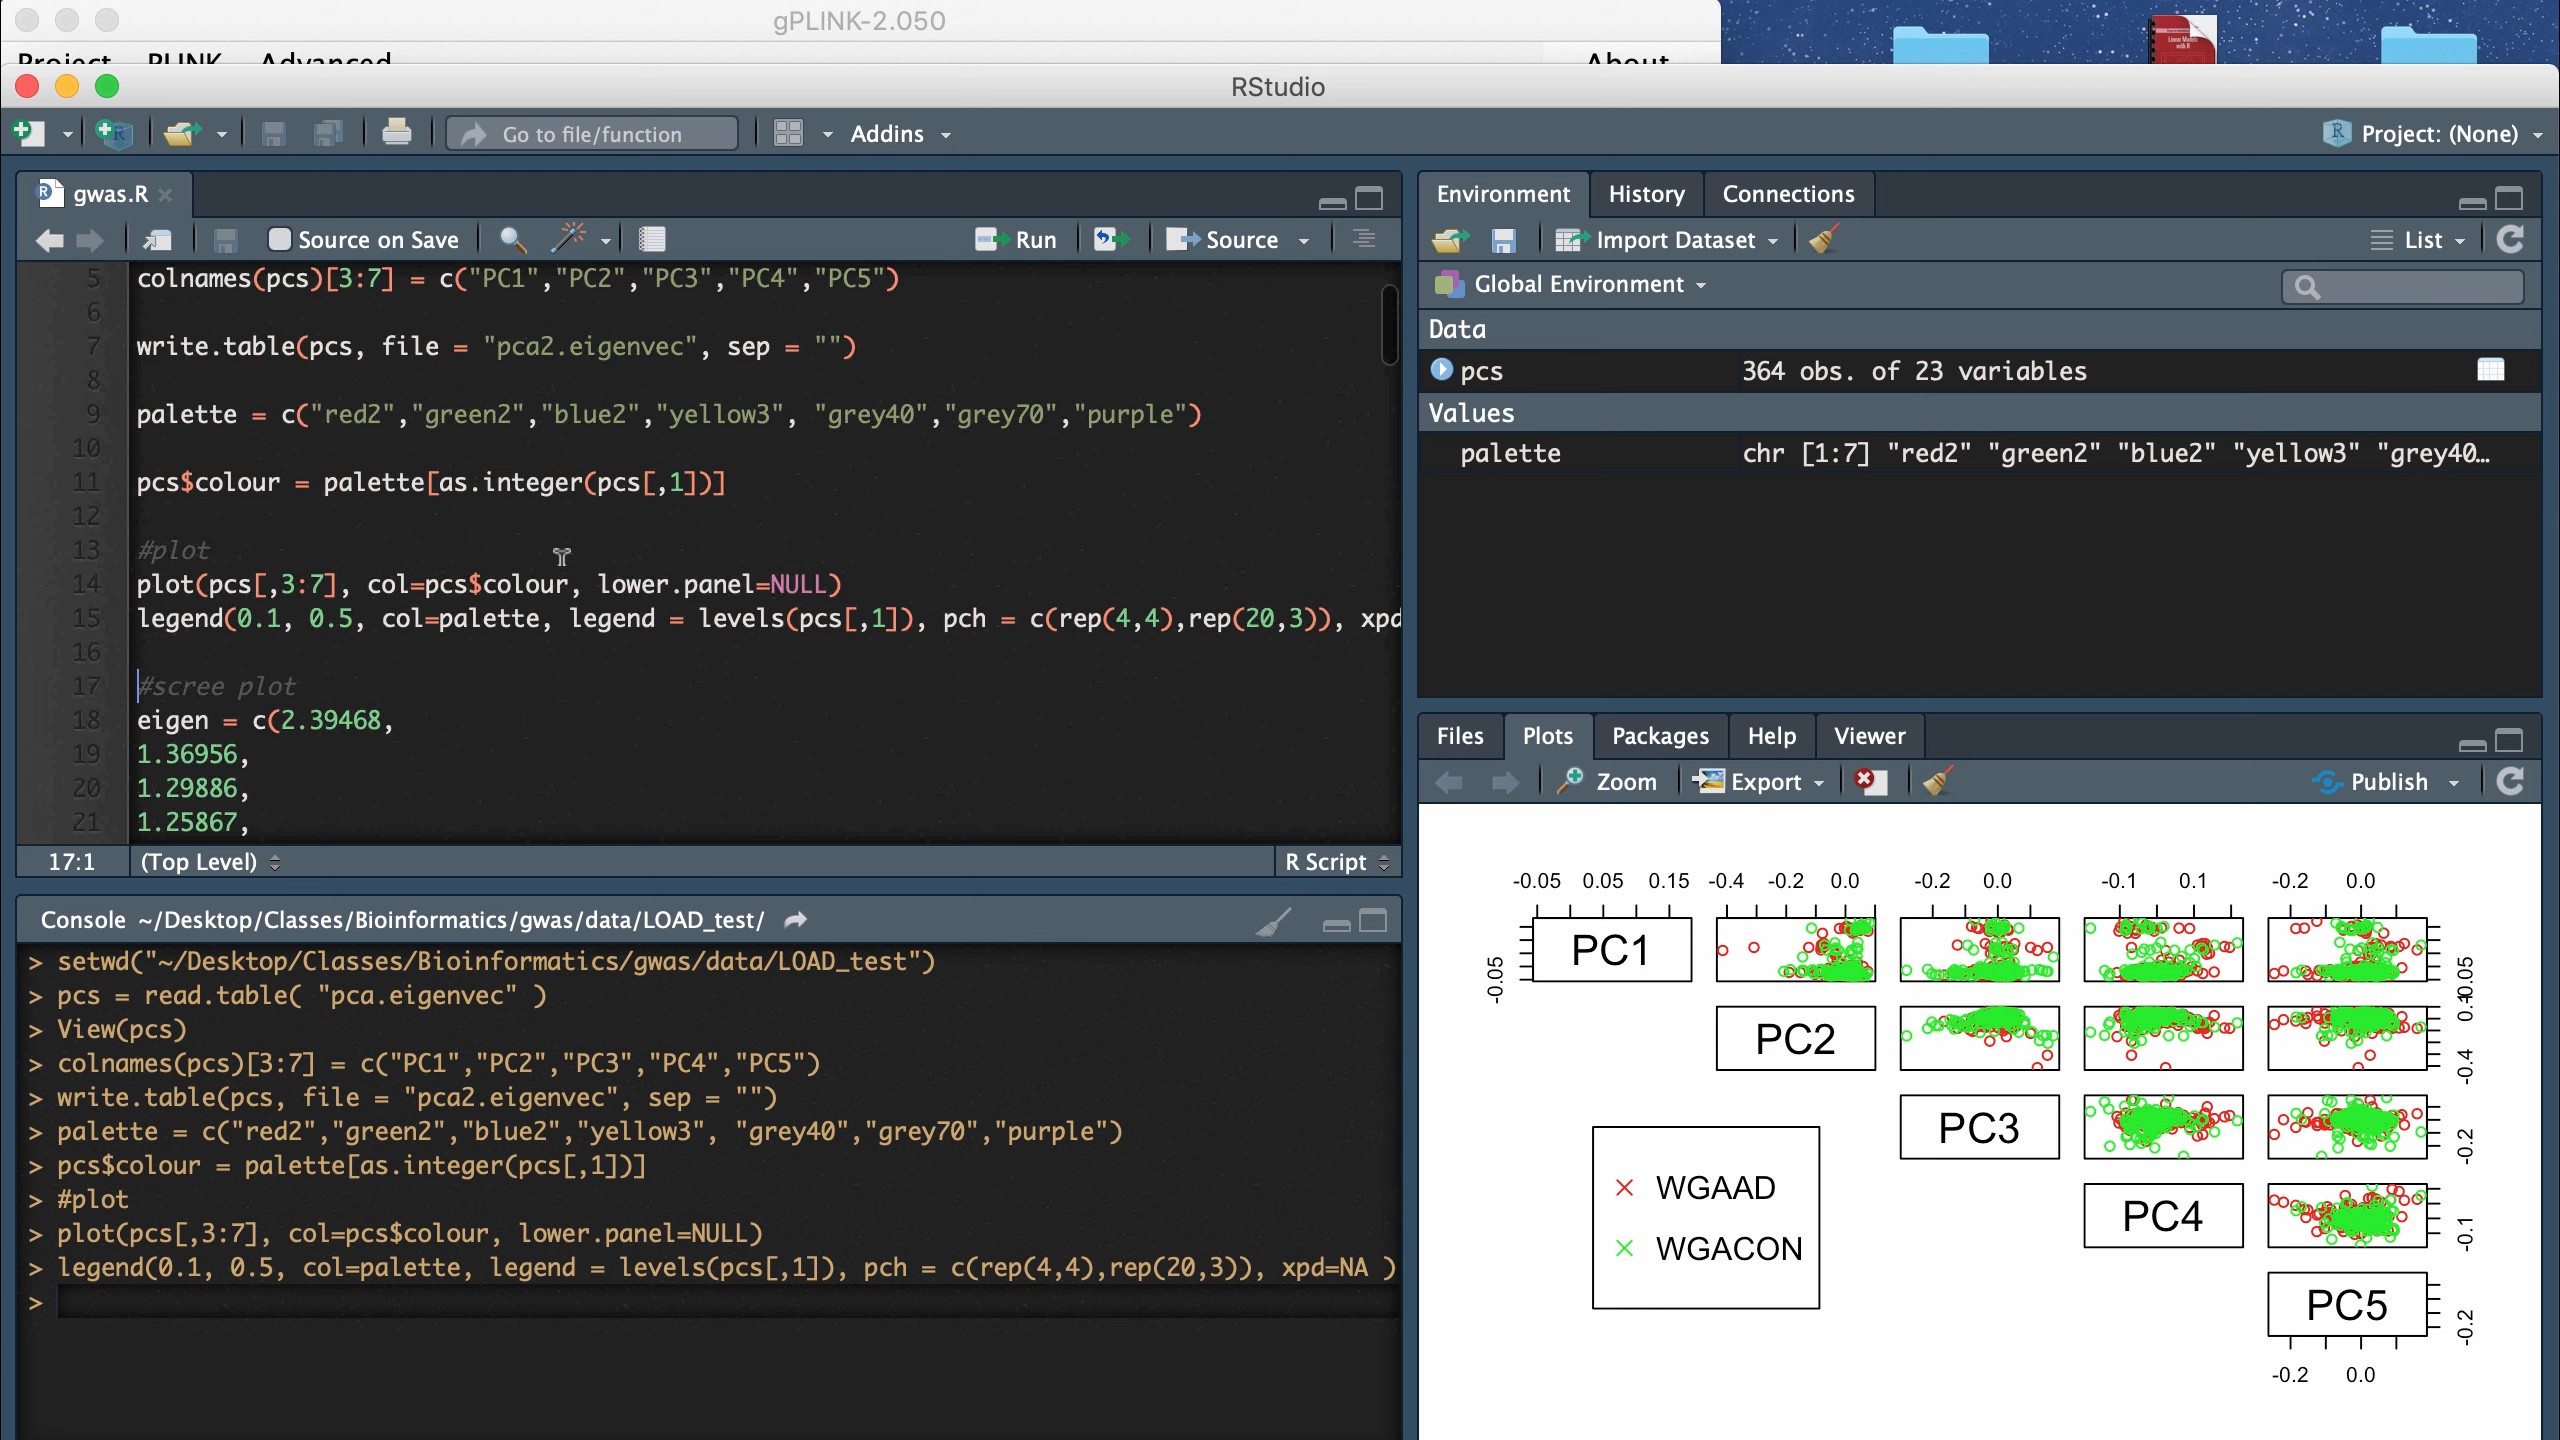 gPLINK-2.050
Project PLINK Advanced About
RStudio
Go to file/function Addins Project: (None)
gwas.R
Source on Save Run Source
5 colnames(pcs)[3:7] = c("PC1","PC2","PC3","PC4","PC5")
6
7 write.table(pcs, file = "pca2.eigenvec", sep = "")
8
9 palette = c("red2","green2","blue2","yellow3", "grey40","grey70","purple")
10
11 pcs$colour = palette[as.integer(pcs[,1])]
12
13 #plot
14 plot(pcs[,3:7], col=pcs$colour, lower.panel=NULL)
15 legend(0.1, 0.5, col=palette, legend = levels(pcs[,1]), pch = c(rep(4,4),rep(20,3)), xpd
16
17 #scree plot
18 eigen = c(2.39468,
19 1.36956,
20 1.29886,
21 1.25867,
17:1 (Top Level) R Script
Console ~/Desktop/Classes/Bioinformatics/gwas/data/LOAD_test/
> setwd("~/Desktop/Classes/Bioinformatics/gwas/data/LOAD_test")
> pcs = read.table( "pca.eigenvec" )
> View(pcs)
> colnames(pcs)[3:7] = c("PC1","PC2","PC3","PC4","PC5")
> write.table(pcs, file = "pca2.eigenvec", sep = "")
> palette = c("red2","green2","blue2","yellow3", "grey40","grey70","purple")
> pcs$colour = palette[as.integer(pcs[,1])]
> #plot
> plot(pcs[,3:7], col=pcs$colour, lower.panel=NULL)
> legend(0.1, 0.5, col=palette, legend = levels(pcs[,1]), pch = c(rep(4,4),rep(20,3)), xpd=NA )
>
Environment History Connections
Import Dataset List
Global Environment
Data
pcs 364 obs. of 23 variables
Values
palette chr [1:7] "red2" "green2" "blue2" "yellow3" "grey40…
Files Plots Packages Help Viewer
Zoom Export Publish
-0.05 0.05 0.15 -0.4 -0.2 0.0 -0.2 0.0 -0.1 0.1 -0.2 0.0
PC1
-0.05
0.05
PC2
-0.4
PC3
-0.2
WGAAD
WGACON
PC4
-0.1
PC5
-0.2
-0.2 0.0